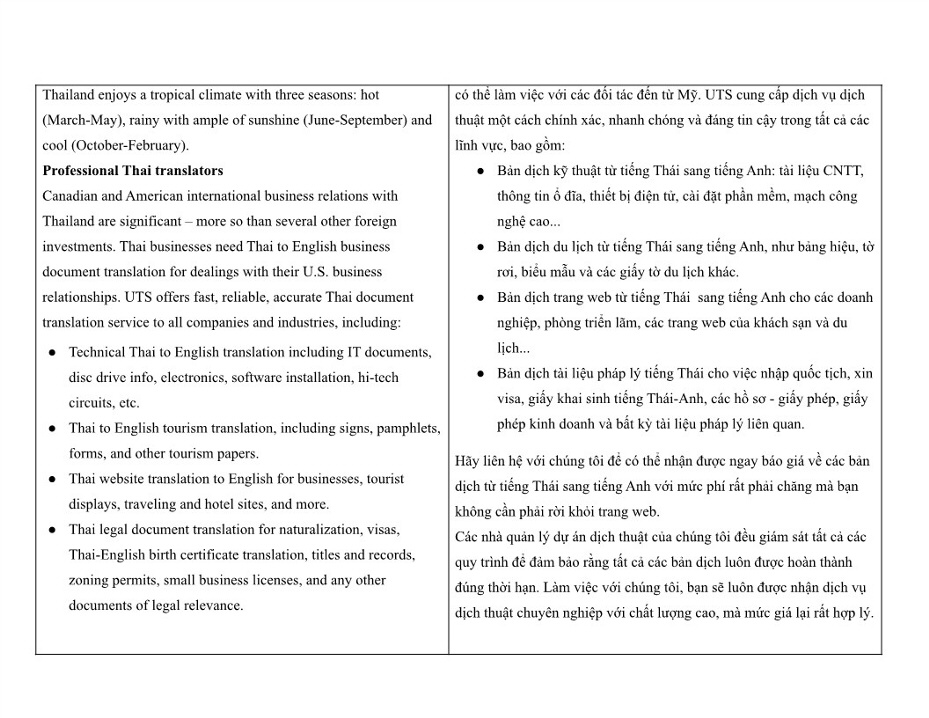 Thailand enjoys a tropical climate with three seasons: hot
(March-May), rainy with ample of sunshine (June-September) and
cool (October-February).
Professional Thai translators
Canadian and American international business relations with
Thailand are significant – more so than several other foreign
investments. Thai businesses need Thai to English business
document translation for dealings with their U.S. business
relationships. UTS offers fast, reliable, accurate Thai document
translation service to all companies and industries, including:
● Technical Thai to English translation including IT documents,
disc drive info, electronics, software installation, hi-tech
circuits, etc.
● Thai to English tourism translation, including signs, pamphlets,
forms, and other tourism papers.
● Thai website translation to English for businesses, tourist
displays, traveling and hotel sites, and more.
● Thai legal document translation for naturalization, visas,
Thai-English birth certificate translation, titles and records,
zoning permits, small business licenses, and any other
documents of legal relevance.
có thể làm việc với các đối tác đến từ Mỹ. UTS cung cấp dịch vụ dịch
thuật một cách chính xác, nhanh chóng và đáng tin cậy trong tất cả các
lĩnh vực, bao gồm:
● Bản dịch kỹ thuật từ tiếng Thái sang tiếng Anh: tài liệu CNTT,
thông tin ổ đĩa, thiết bị điện tử, cài đặt phần mềm, mạch công
nghệ cao...
● Bản dịch du lịch từ tiếng Thái sang tiếng Anh, như bảng hiệu, tờ
rơi, biểu mẫu và các giấy tờ du lịch khác.
● Bản dịch trang web từ tiếng Thái sang tiếng Anh cho các doanh
nghiệp, phòng triển lãm, các trang web của khách sạn và du
lịch...
● Bản dịch tài liệu pháp lý tiếng Thái cho việc nhập quốc tịch, xin
visa, giấy khai sinh tiếng Thái-Anh, các hồ sơ - giấy phép, giấy
phép kinh doanh và bất kỳ tài liệu pháp lý liên quan.
Hãy liên hệ với chúng tôi để có thể nhận được ngay báo giá về các bản
dịch từ tiếng Thái sang tiếng Anh với mức phí rất phải chăng mà bạn
không cần phải rời khỏi trang web.
Các nhà quản lý dự án dịch thuật của chúng tôi đều giám sát tất cả các
quy trình để đảm bảo rằng tất cả các bản dịch luôn được hoàn thành
đúng thời hạn. Làm việc với chúng tôi, bạn sẽ luôn được nhận dịch vụ
dịch thuật chuyên nghiệp với chất lượng cao, mà mức giá lại rất hợp lý.